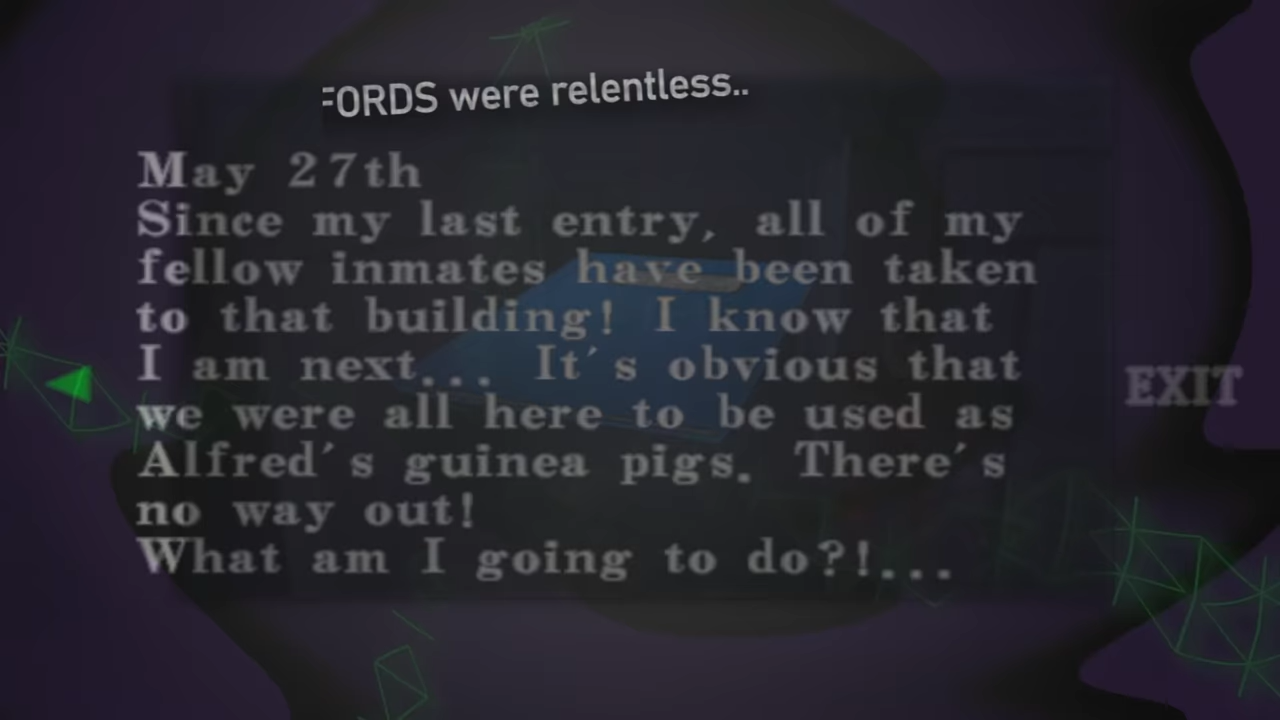 FORDS were relentless..
May 27th
Since my last entry, all of my
fellow inmates have been taken
to that building! I know that
I am next... It's obvious that
we were all here to be used as
Alfred's guinea pigs. There's
no way out!
What am I going to do?!...
EXIT